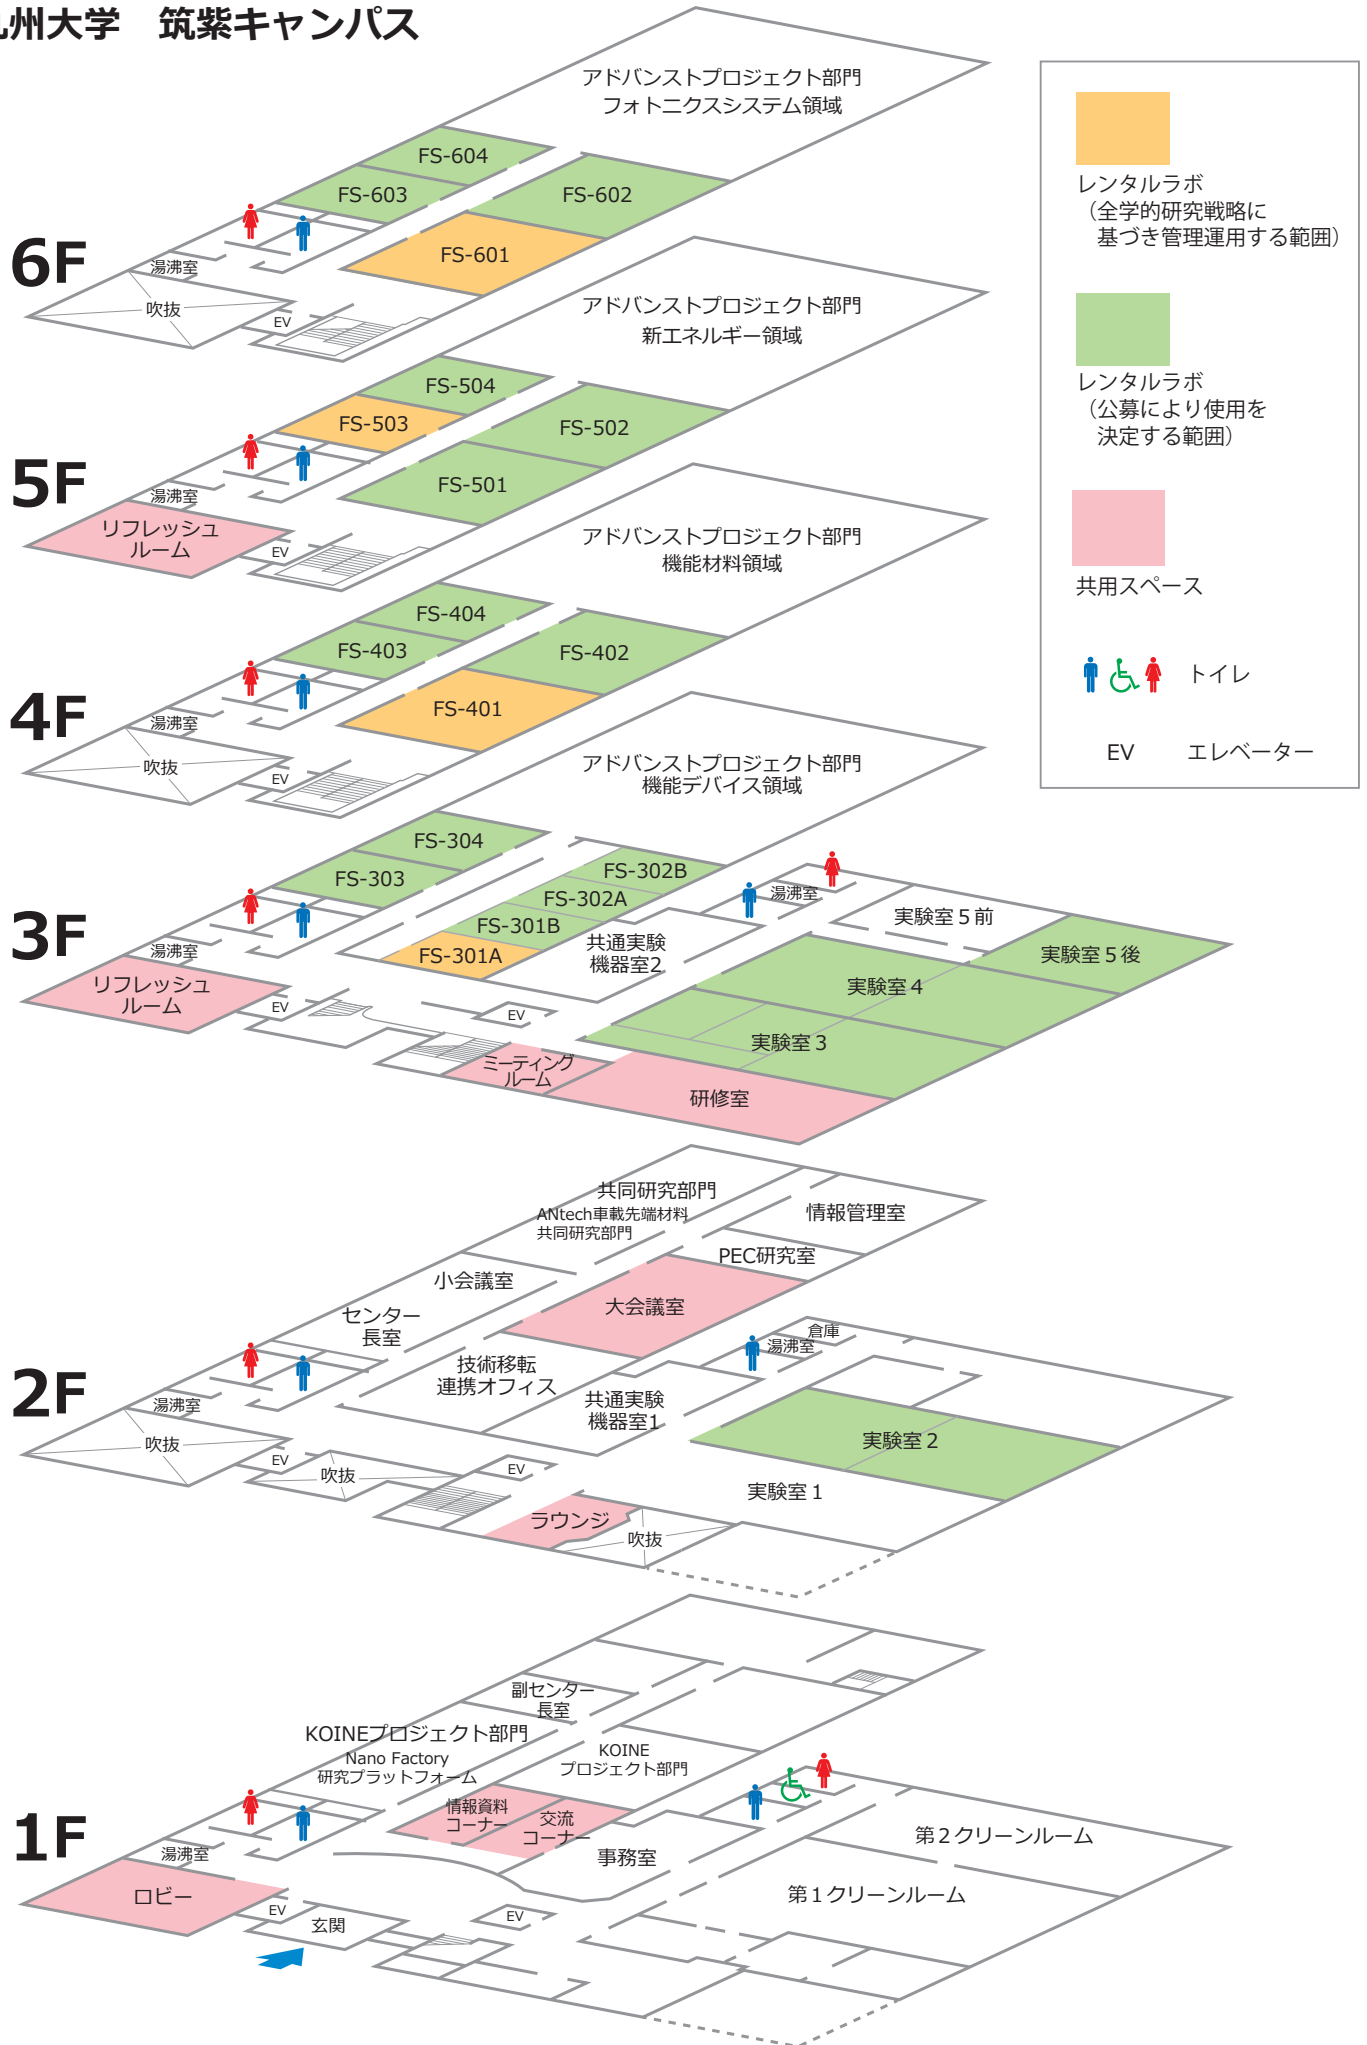 九州大学　筑紫キャンパス
アドバンストプロジェクト部門
フォトニクスシステム領域
FS-604
FS-603
FS-602
FS-601
6F
湯沸室
吹抜
EV
アドバンストプロジェクト部門
新エネルギー領域
FS-504
FS-503
FS-502
FS-501
5F
湯沸室
リフレッシュ
ルーム
EV
アドバンストプロジェクト部門
機能材料領域
FS-404
FS-403
FS-402
FS-401
4F
湯沸室
吹抜
EV
アドバンストプロジェクト部門
機能デバイス領域
FS-304
FS-303
FS-302B
FS-302A
FS-301B
FS-301A
3F
湯沸室
リフレッシュ
ルーム
EV
共通実験
機器室2
湯沸室
実験室５前
実験室５後
実験室４
実験室３
EV
ミーティング
ルーム
研修室
共同研究部門
ANtech車載先端材料
共同研究部門
情報管理室
PEC研究室
小会議室
大会議室
センター
長室
技術移転
連携オフィス
2F
湯沸室
吹抜
EV
吹抜
共通実験
機器室1
倉庫
湯沸室
実験室２
実験室１
EV
ラウンジ
吹抜
副センター
長室
KOINEプロジェクト部門
Nano Factory
研究プラットフォーム
KOINE
プロジェクト部門
情報資料
コーナー
交流
コーナー
1F
湯沸室
ロビー
EV
玄関
事務室
EV
第２クリーンルーム
第１クリーンルーム
レンタルラボ
（全学的研究戦略に
基づき管理運用する範囲）
レンタルラボ
（公募により使用を
決定する範囲）
共用スペース
トイレ
EV エレベーター